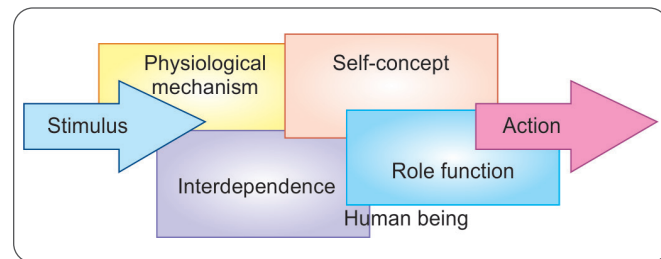 Physiological
mechanism
Self-concept
Stimulus
Action
Interdependence
Role function
Human being